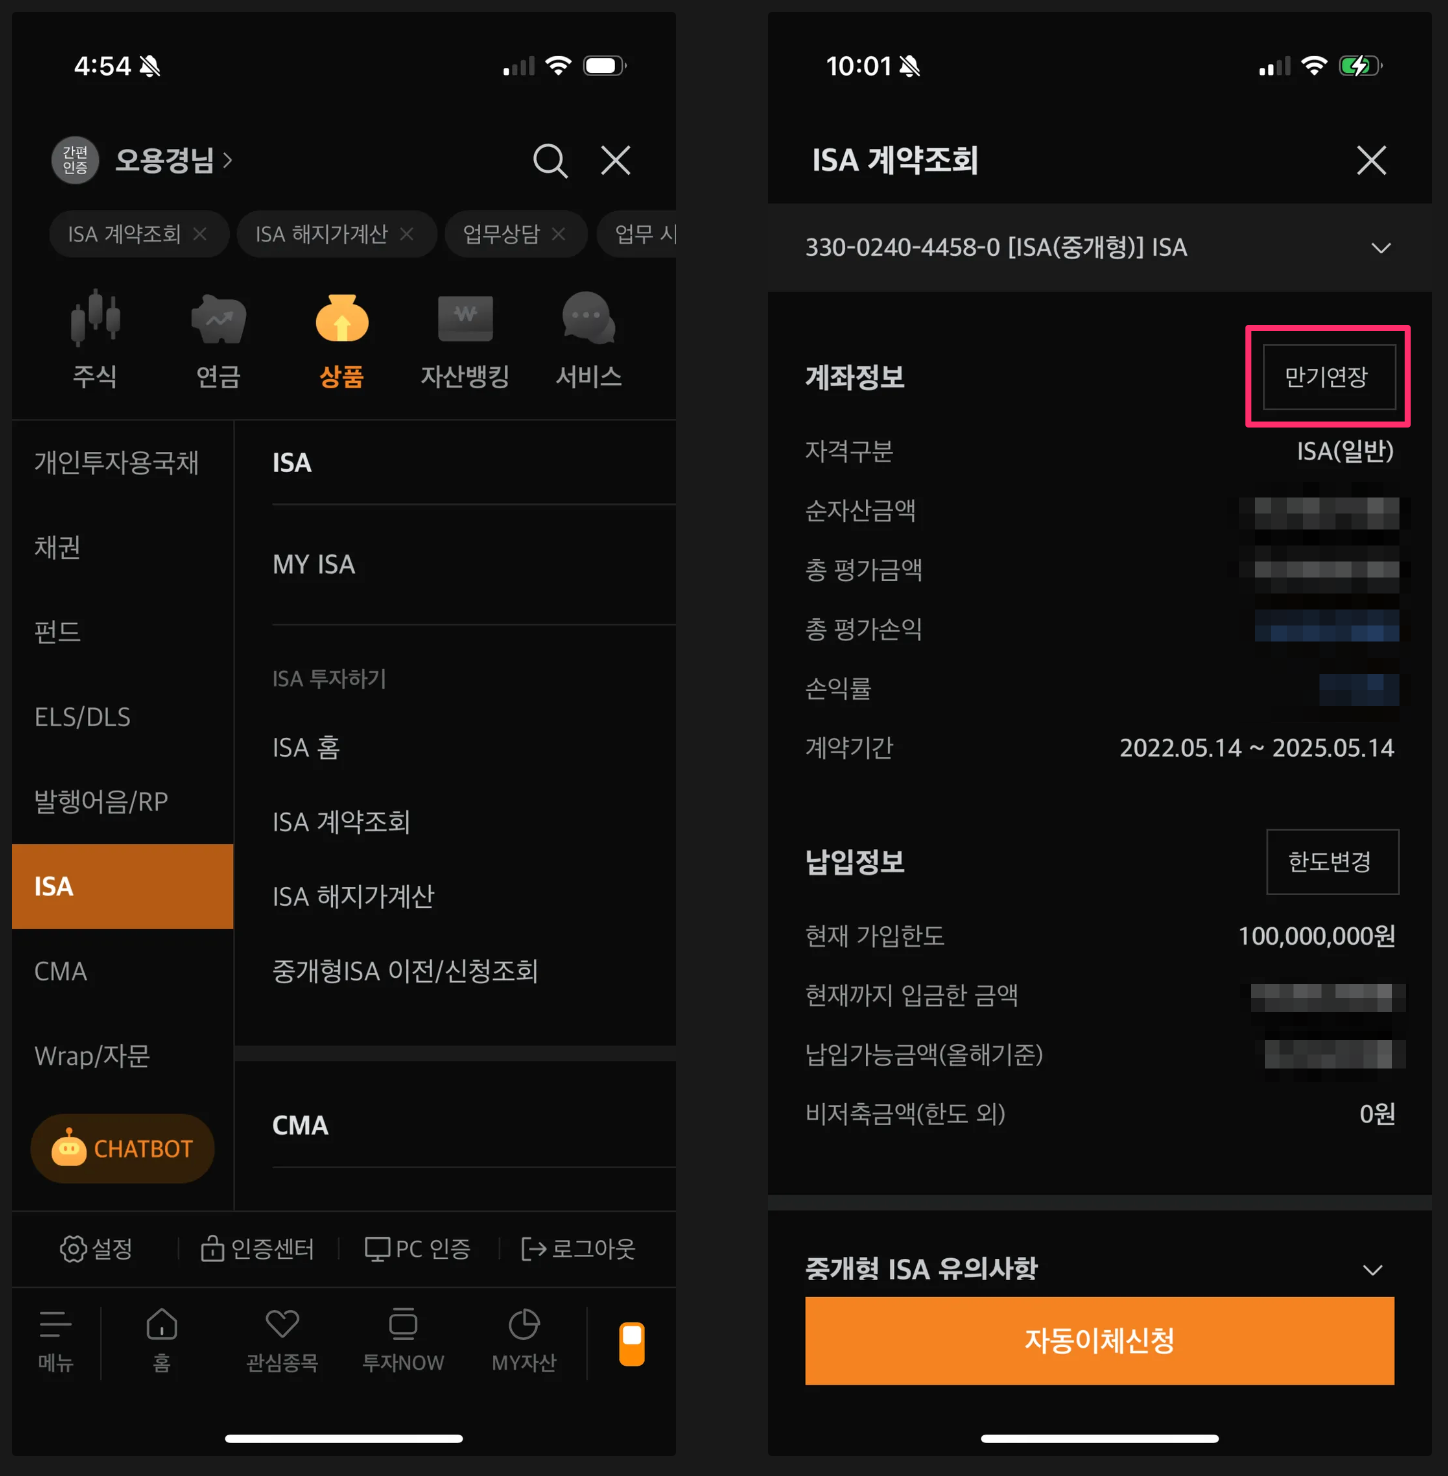 4:54
간편
인증
오용경님
ISA 계약조회
ISA 해지가계산
업무상담
업무 시
주식
연금
상품
자산뱅킹
서비스
개인투자용국채
채권
펀드
ELS/DLS
발행어음/RP
ISA
CMA
Wrap/자문
CHATBOT
ISA
MY ISA
ISA 투자하기
ISA 홈
ISA 계약조회
ISA 해지가계산
중개형ISA 이전/신청조회
CMA
설정
인증센터
PC 인증
로그아웃
메뉴
홈
관심종목
투자NOW
MY자산
10:01
ISA 계약조회
330-0240-4458-0 [ISA(중개형)] ISA
계좌정보
만기연장
자격구분 ISA(일반)
순자산금액
총 평가금액
총 평가손익
손익률
계약기간 2022.05.14 ~ 2025.05.14
납입정보
한도변경
현재 가입한도 100,000,000원
현재까지 입금한 금액
납입가능금액(올해기준)
비저축금액(한도 외) 0원
중개형 ISA 유의사항
자동이체신청